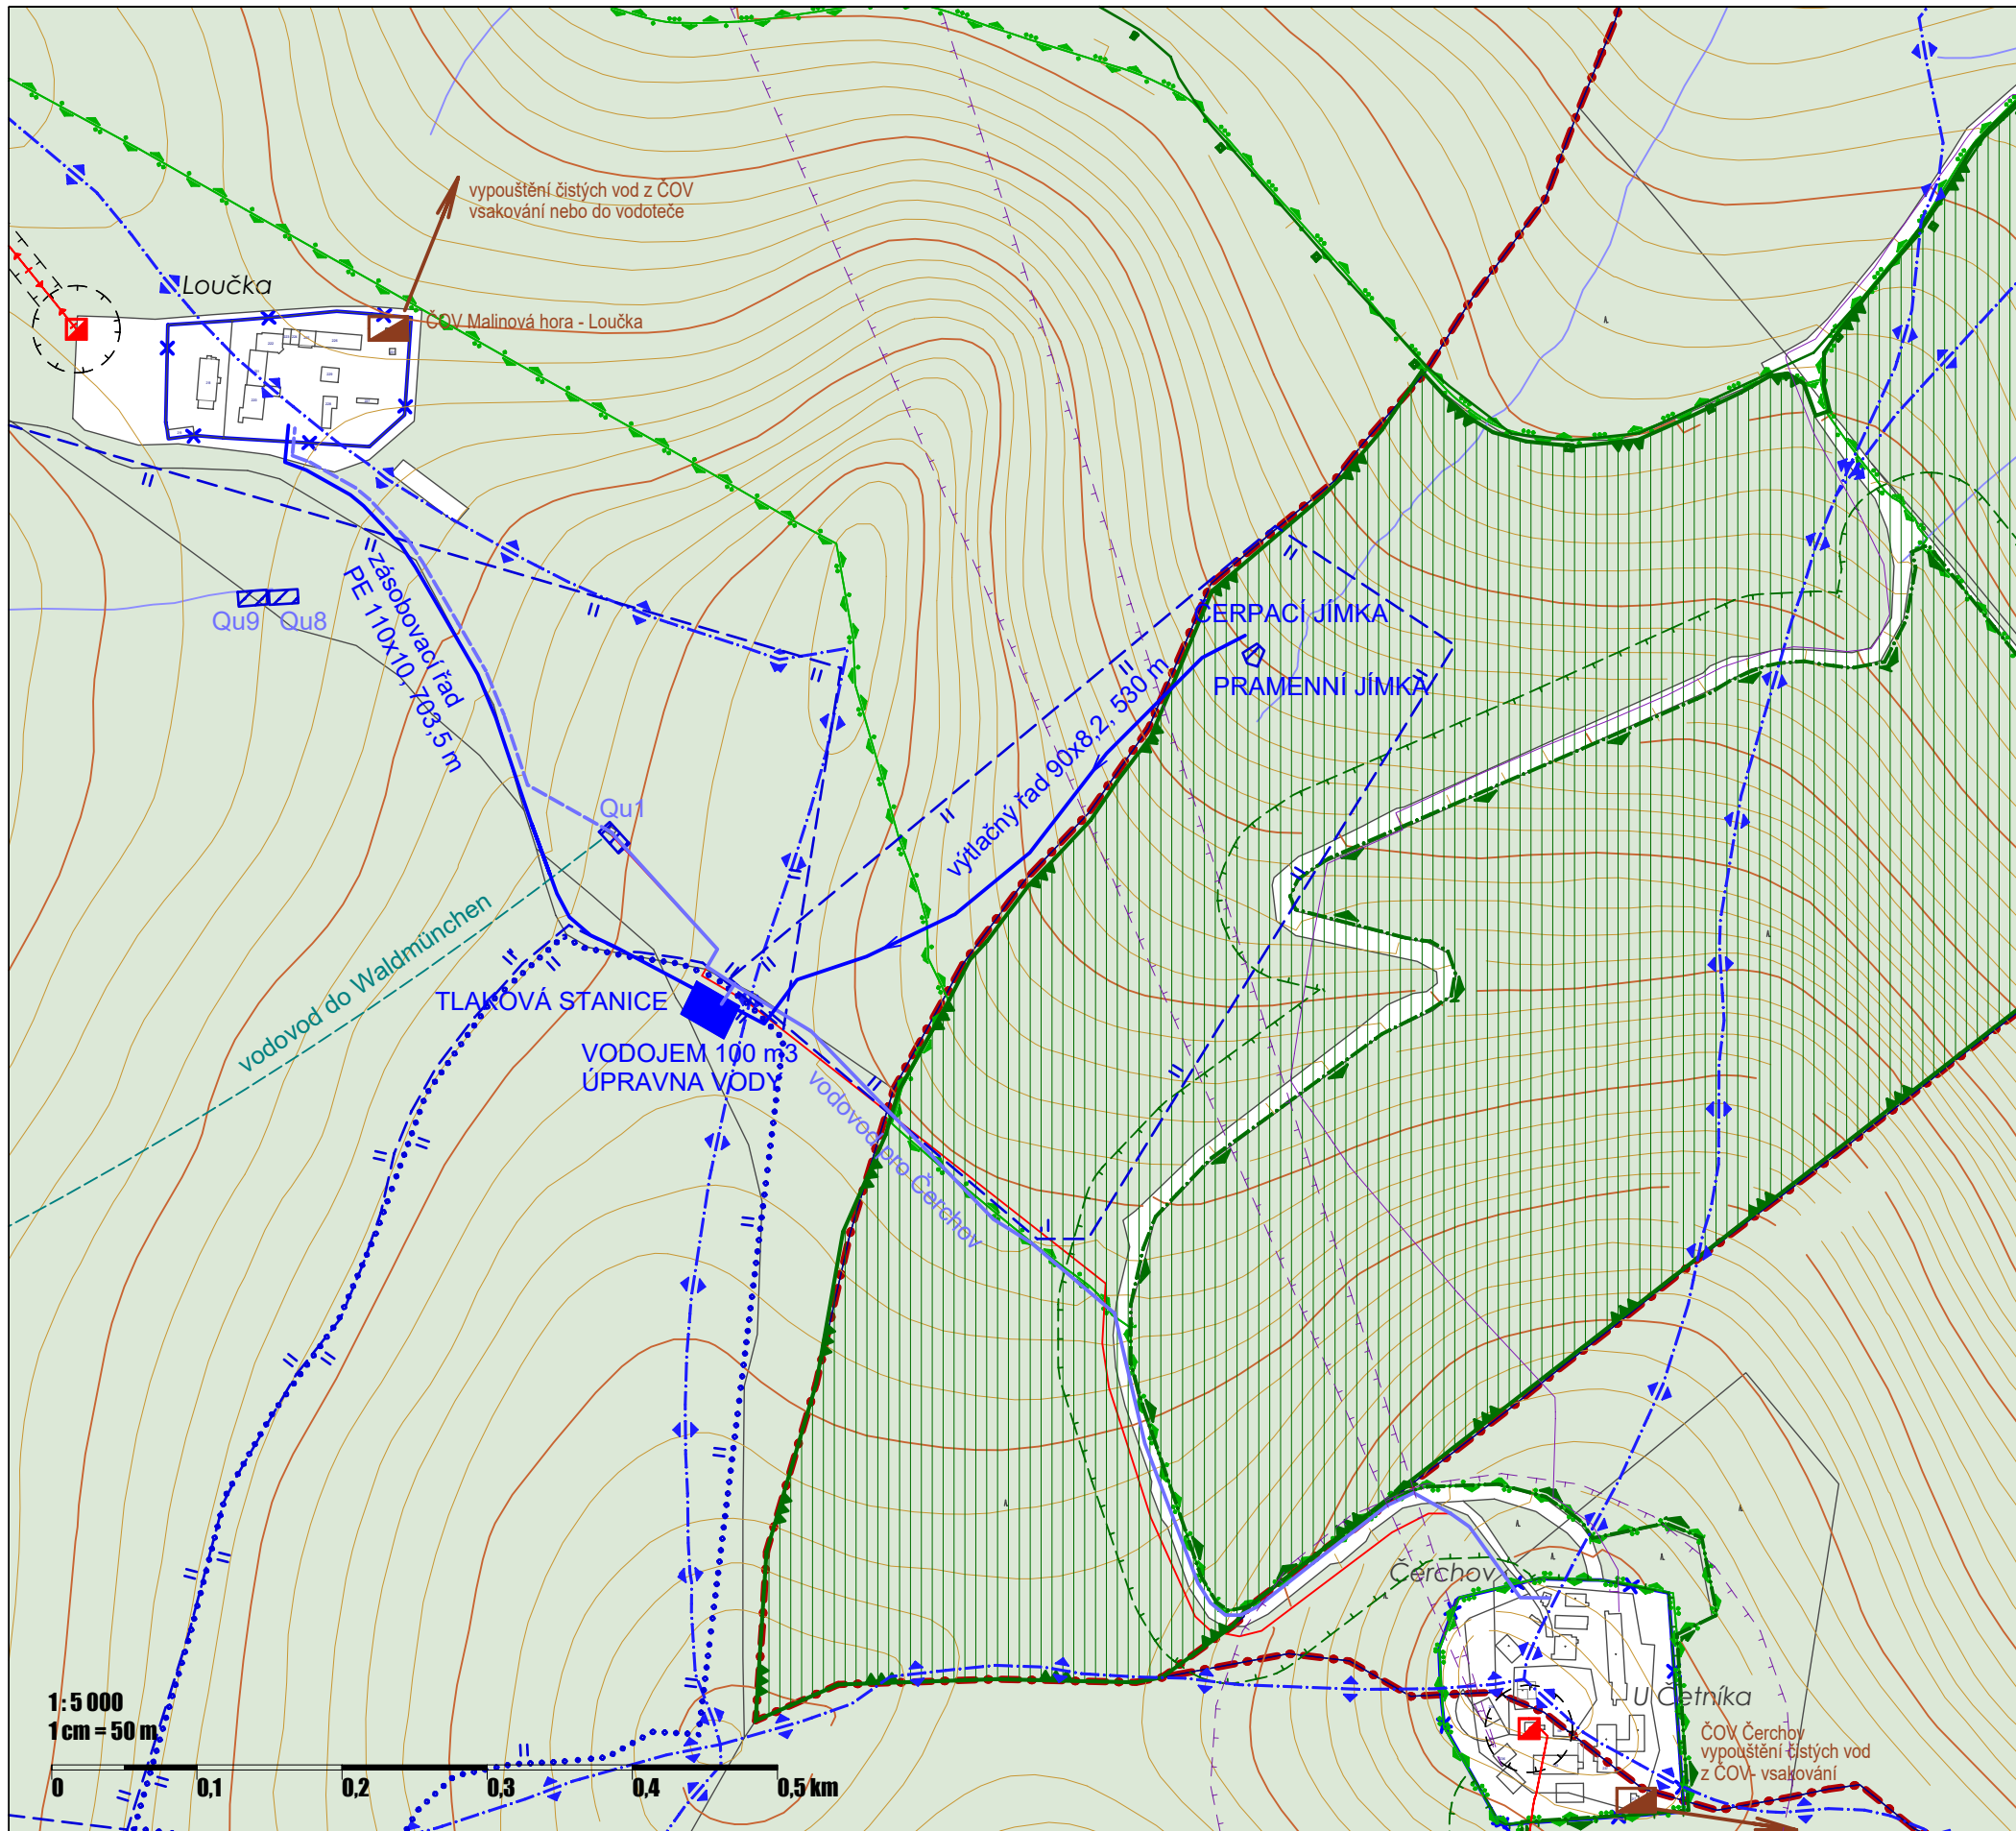 vypouštění čistých vod z ČOV
vsakování nebo do vodoteče
Loučka
ČOV Malinová hora - Loučka
zásobovací řad
PE 110x10, 703,5 m
Qu9
Qu8
ČERPACÍ JÍMKA
PRAMENNÍ JÍMKA
výtlačný řad 90x8,2, 530 m
Qu1
vodovod do Waldmünchen
TLAKOVÁ STANICE
VODOJEM 100 m3
ÚPRAVNA VODY
vodovod pro Čerchov
Čerchov
U Četníka
ČOV Čerchov
vypouštění čistých vod
z ČOV- vsakování
1: 5 000
1 cm = 50 m
0
0,1
0,2
0,3
0,4
0,5 km